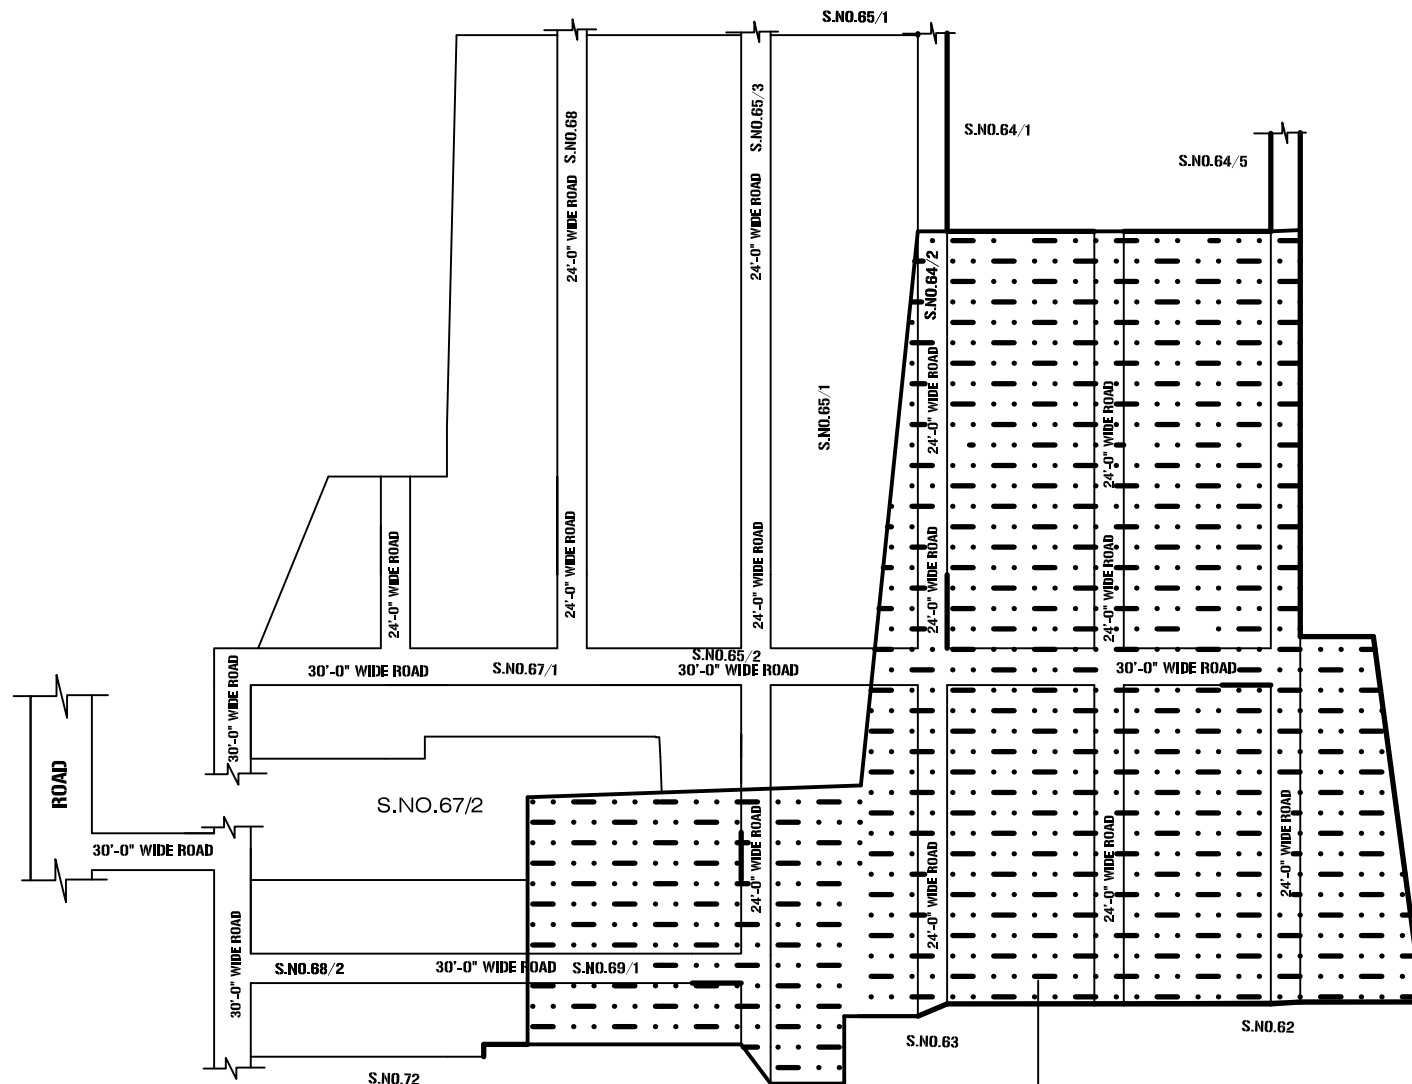 S.NO.65/1
S.NO.68
24'-0" WIDE ROAD
S.NO.65/3
24'-0" WIDE ROAD
S.NO.64/1
S.NO.64/5
S.NO.64/2
24'-0" WIDE ROAD
S.NO.65/1
24'-0" WIDE ROAD
24'-0" WIDE ROAD
24'-0" WIDE ROAD
24'-0" WIDE ROAD
24'-0" WIDE ROAD
24'-0" WIDE ROAD
30'-0" WIDE ROAD
30'-0" WIDE ROAD
S.NO.67/1
S.NO.65/2
30'-0" WIDE ROAD
30'-0" WIDE ROAD
ROAD
S.NO.67/2
30'-0" WIDE ROAD
24'-0" WIDE ROAD
24'-0" WIDE ROAD
24'-0" WIDE ROAD
24'-0" WIDE ROAD
30'-0" WIDE ROAD
S.NO.68/2
30'-0" WIDE ROAD
S.NO.69/1
S.NO.63
S.NO.62
S.NO.72